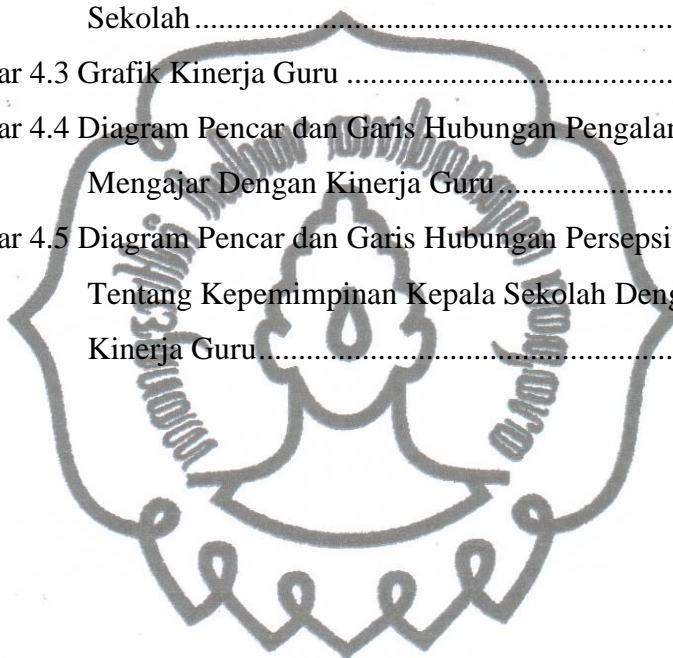 Sekolah ..........................................................
ar 4.3 Grafik Kinerja Guru ........................................
ar 4.4 Diagram Pencar dan Garis Hubungan Pengalam
Mengajar Dengan Kinerja Guru ......................
ar 4.5 Diagram Pencar dan Garis Hubungan Persepsi
Tentang Kepemimpinan Kepala Sekolah Deng
Kinerja Guru ....................................................